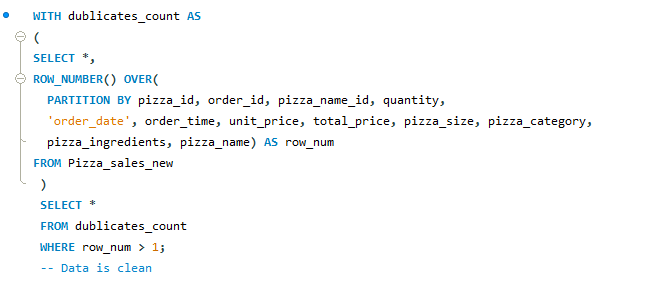 WITH dublicates_count AS
(
SELECT *,
ROW_NUMBER() OVER(
PARTITION BY pizza_id, order_id, pizza_name_id, quantity,
'order_date', order_time, unit_price, total_price, pizza_size, pizza_category,
pizza_ingredients, pizza_name) AS row_num
FROM Pizza_sales_new
)
SELECT *
FROM dublicates_count
WHERE row_num > 1;
-- Data is clean